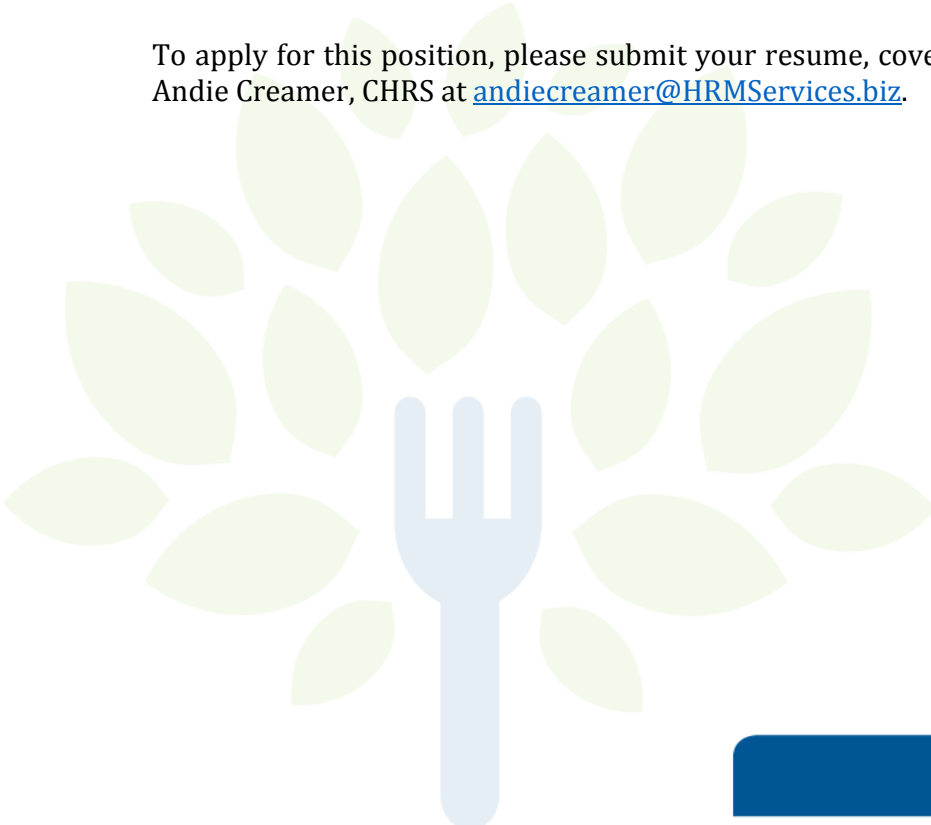 To apply for this position, please submit your resume, cove
Andie Creamer, CHRS at andiecreamer@HRMServices.biz.